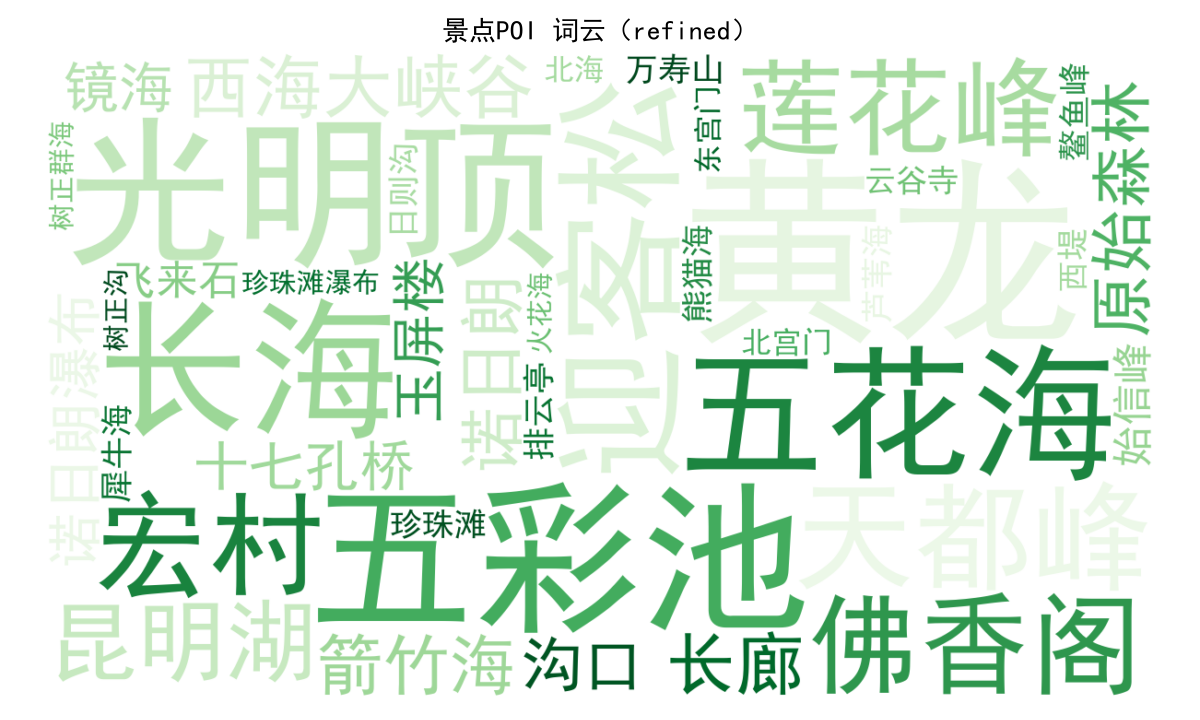 景点POI 词云（refined）
镜海
西海大峡谷
北海
万寿山
莲花峰
鳌鱼峰
原始森林
树正群海
光明顶
日则沟
迎客松
东宫门
黄龙
云谷寺
飞来石
珍珠滩瀑布
树正沟
长海
玉屏楼
诺日朗
火花海
熊猫海
芦苇海
西堤
北宫门
五花海
始信峰
诺日朗瀑布
犀牛海
十七孔桥
排云亭
宏村
五彩池
珍珠滩
天都峰
昆明湖
箭竹海
沟口
长廊
佛香阁